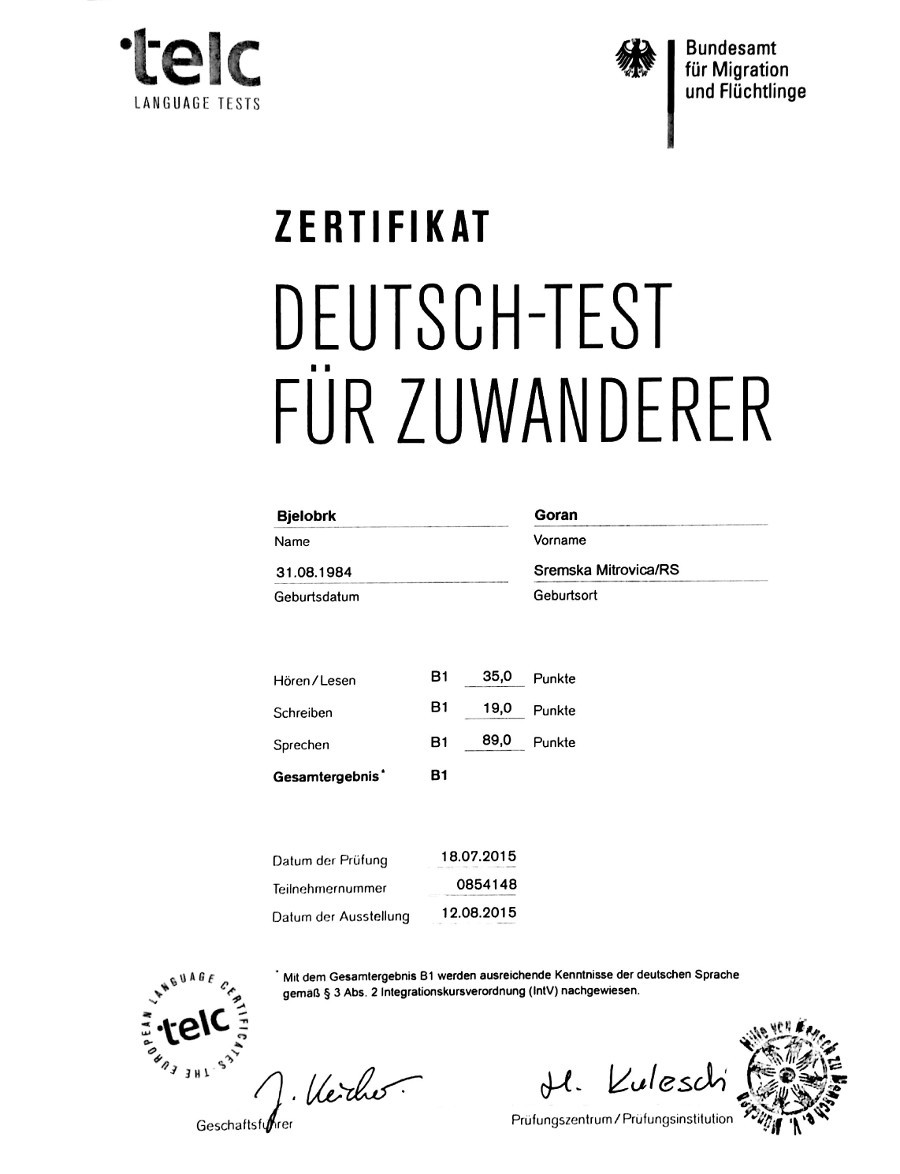 telc
LANGUAGE TESTS
Bundesamt
für Migration
und Flüchtlinge
ZERTIFIKAT
DEUTSCH-TEST
FÜR ZUWANDERER
Bjelobrk Goran
Name Vorname
31.08.1984 Sremska Mitrovica/RS
Geburtsdatum Geburtsort
Hören/Lesen B1 35,0 Punkte
Schreiben B1 19,0 Punkte
Sprechen B1 89,0 Punkte
Gesamtergebnis* B1
Datum der Prüfung 18.07.2015
Teilnehmernummer 0854148
Datum der Ausstellung 12.08.2015
* Mit dem Gesamtergebnis B1 werden ausreichende Kenntnisse der deutschen Sprache
gemäß § 3 Abs. 2 Integrationskursverordnung (IntV) nachgewiesen.
THE EUROPEAN LANGUAGE CERTIFICATES
telc
Hilfe von Mensch zu Mensch e.V. München
H. Kuleschi
Geschaftsführer
Prüfungszentrum/Prüfungsinstitution